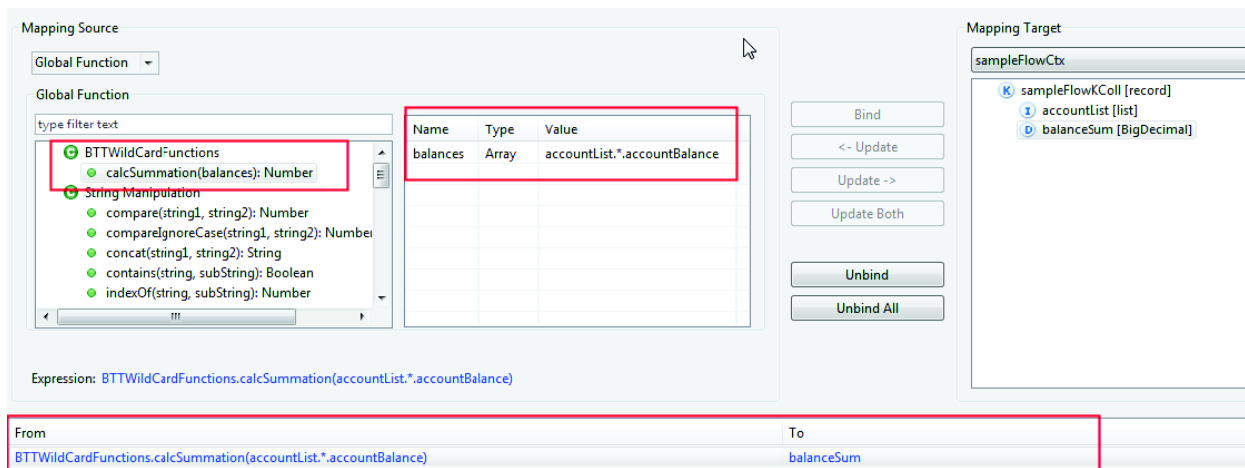 Mapping Source
Global Function
Global Function
type filter text
BTTWildCardFunctions
calcSummation(balances): Number
String Manipulation
compare(string1, string2): Number
compareIgnoreCase(string1, string2): Number
concat(string1, string2): String
contains(string, subString): Boolean
indexOf(string, subString): Number
Name Type Value
balances Array accountList.*.accountBalance
Expression: BTTWildCardFunctions.calcSummation(accountList.*.accountBalance)
Bind
<- Update
Update ->
Update Both
Unbind
Unbind All
Mapping Target
sampleFlowCtx
K sampleFlowKColl [record]
I accountList [list]
D balanceSum [BigDecimal]
From To
BTTWildCardFunctions.calcSummation(accountList.*.accountBalance) balanceSum